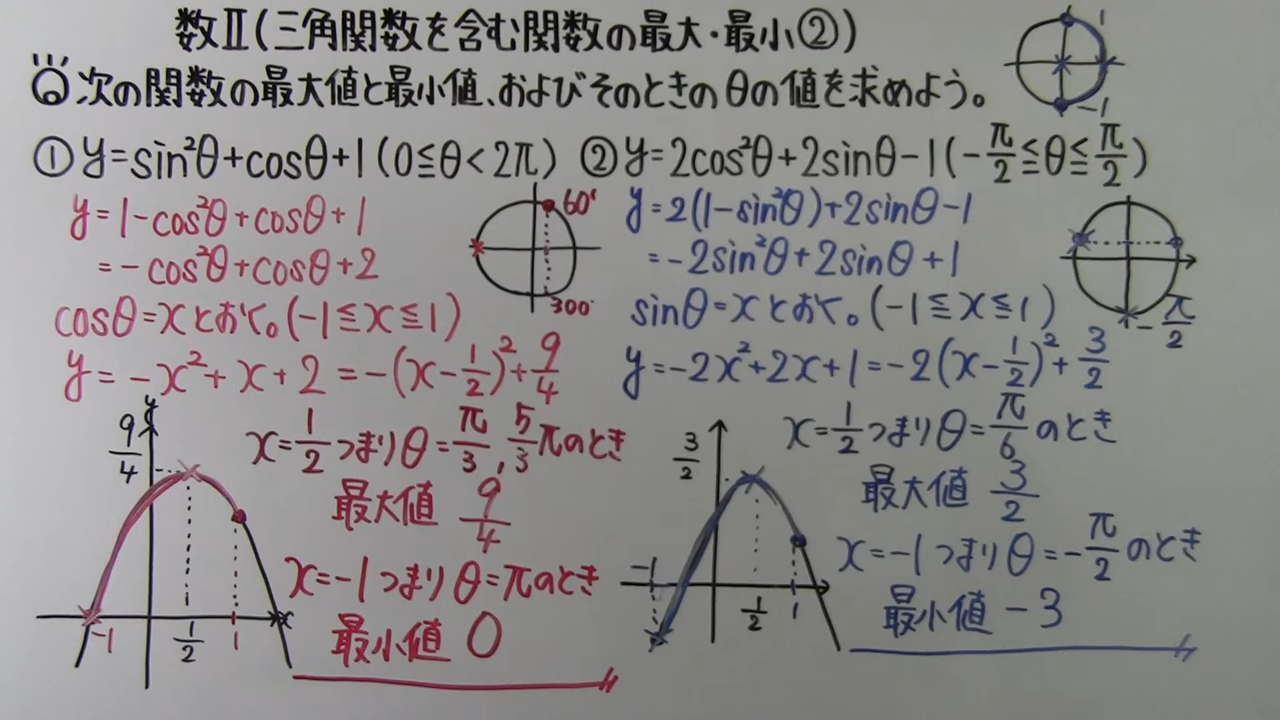 数Ⅱ(三角関数を含む関数の最大・最小②)
Q 次の関数の最大値と最小値、およびそのときのθの値を求めよう。
1
-1
① y=sin²θ+cosθ+1 (0≦θ<2π)
y=1-cos²θ+cosθ+1
=-cos²θ+cosθ+2
60°
300°
cosθ=xとおく。(-1≦x≦1)
y=-x²+x+2=-(x-1/2)²+9/4
y
9/4
x
-1
1/2
1
x=1/2つまりθ=π/3,5/3πのとき
最大値 9/4
x=-1つまりθ=πのとき
最小値 0
② y=2cos²θ+2sinθ-1(-π/2≦θ≦π/2)
y=2(1-sin²θ)+2sinθ-1
=-2sin²θ+2sinθ+1
-π/2
sinθ=xとおく。(-1≦x≦1)
y=-2x²+2x+1=-2(x-1/2)²+3/2
3/2
-1
1/2
1
x=1/2つまりθ=π/6のとき
最大値 3/2
x=-1つまりθ=-π/2のとき
最小値 -3